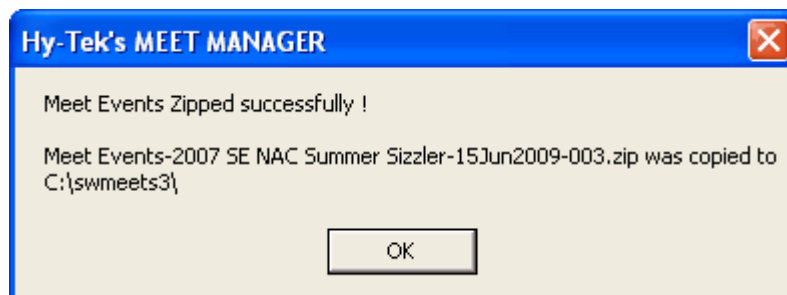 Hy-Tek's MEET MANAGER
Meet Events Zipped successfully !
Meet Events-2007 SE NAC Summer Sizzler-15Jun2009-003.zip was copied to
C:\swmeets3\
OK